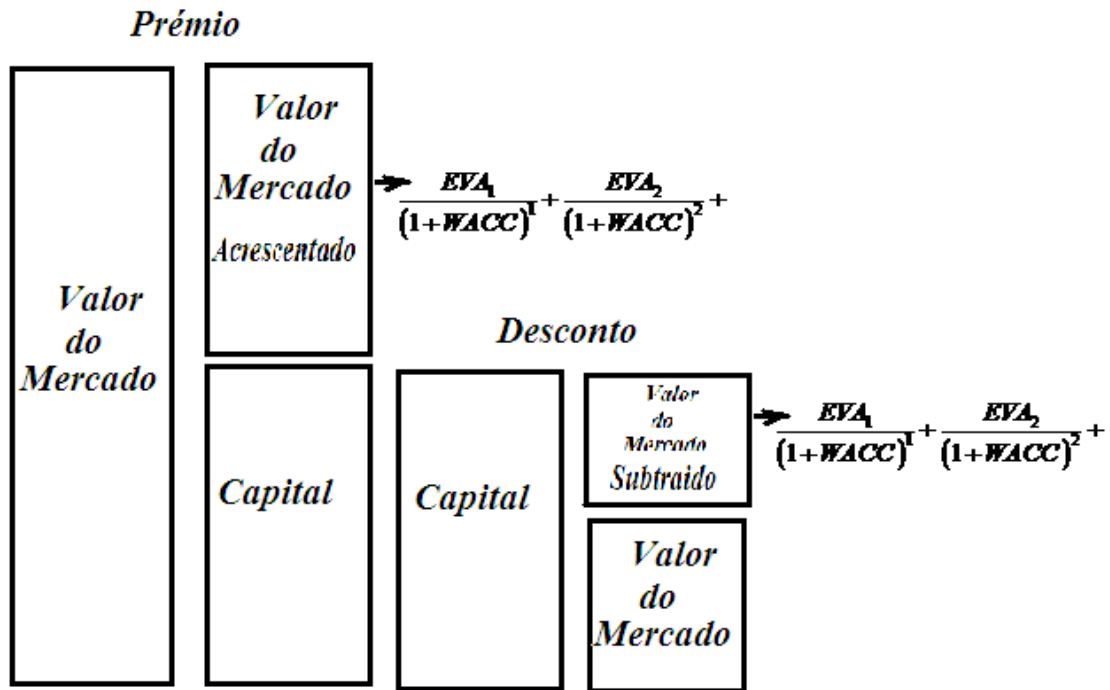 Prémio
Valor
do
Mercado
Valor
do
Mercado
Acrescentado
EVA₁/(1+WACC)¹ + EVA₂/(1+WACC)² +
Capital
Desconto
Capital
Valor
do
Mercado
Subtraido
EVA₁/(1+WACC)¹ + EVA₂/(1+WACC)² +
Valor
do
Mercado